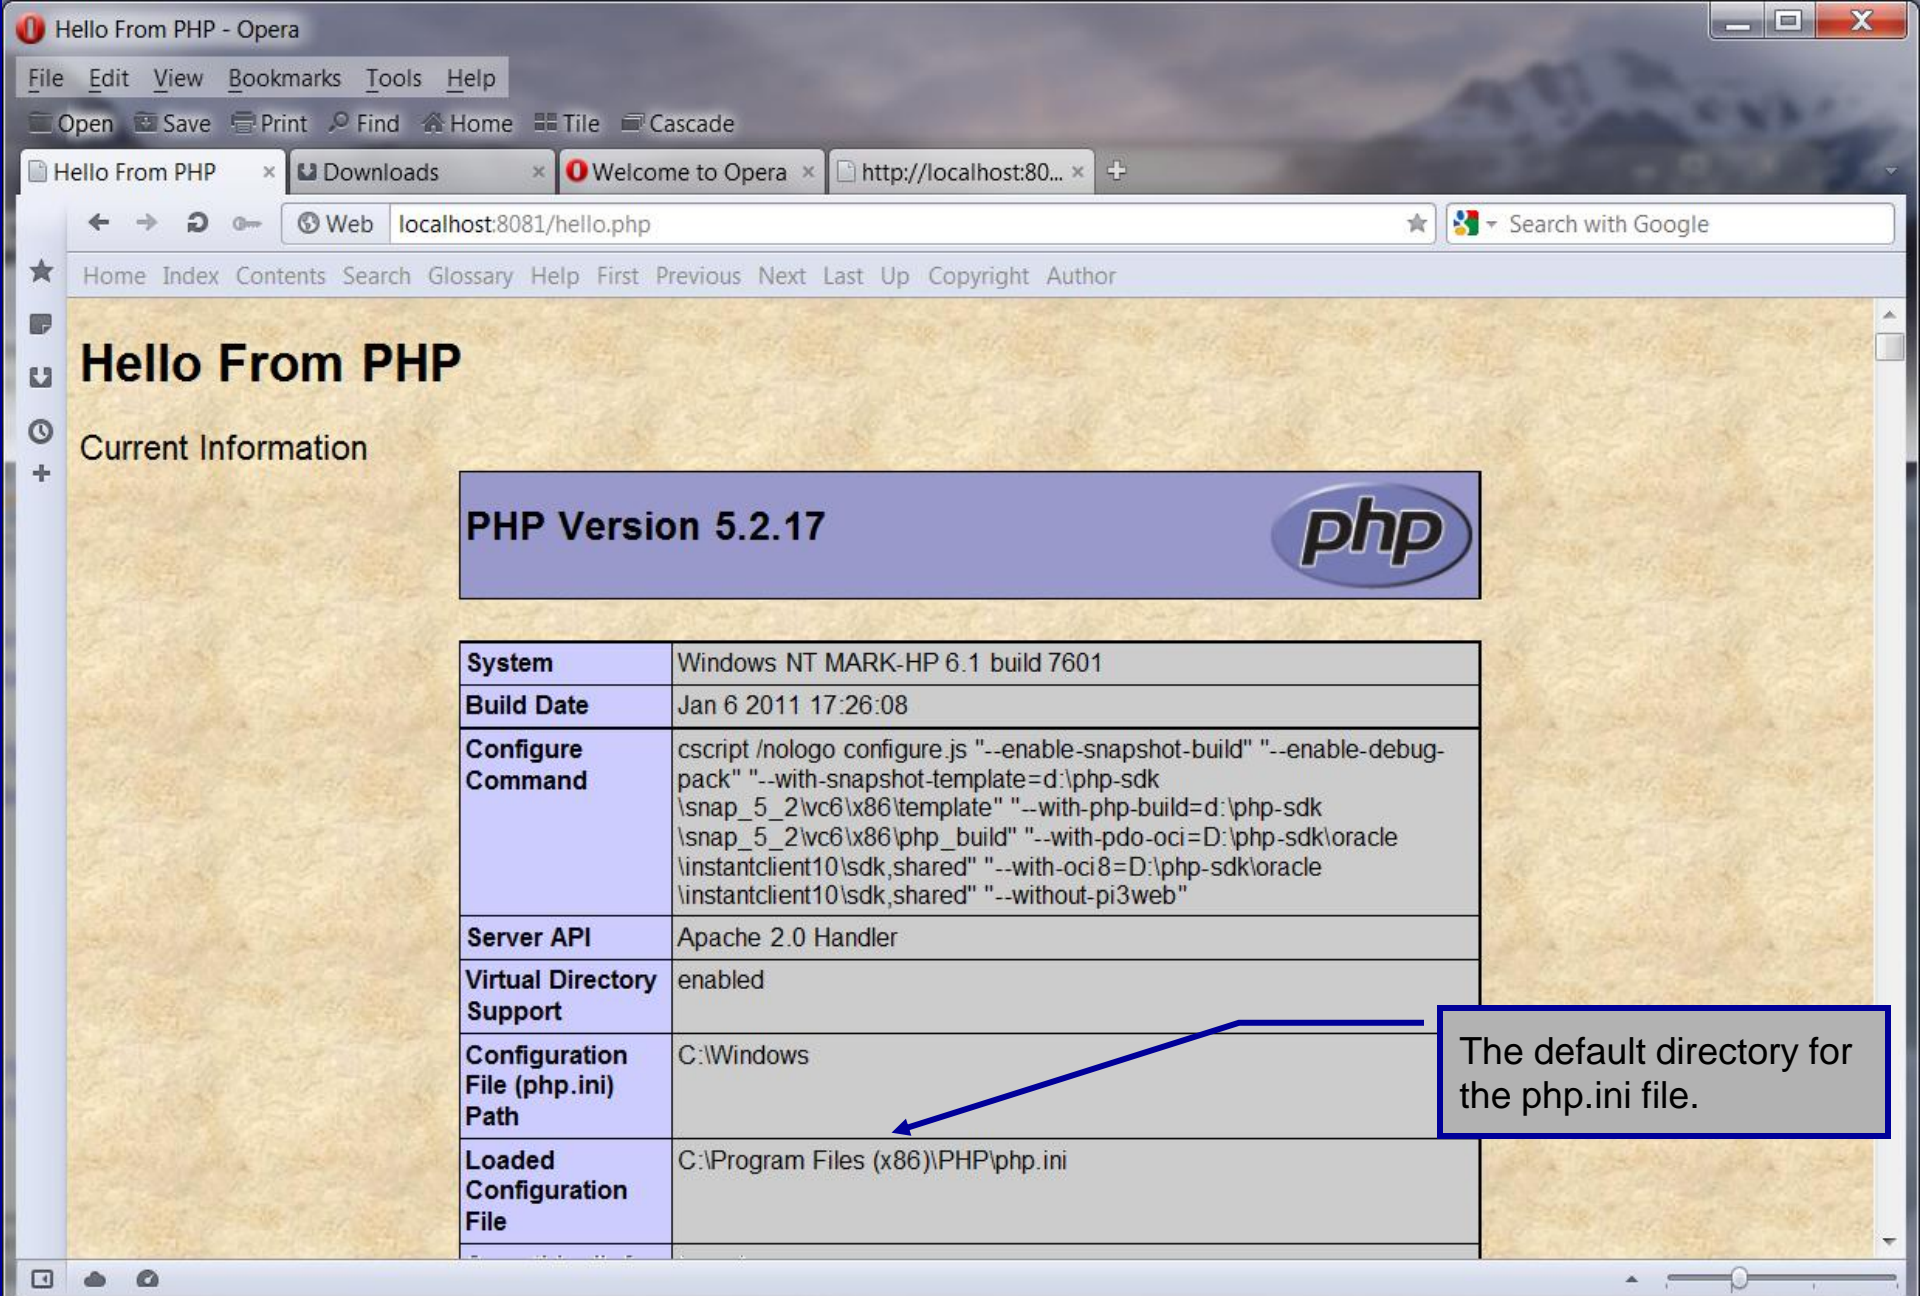 Hello From PHP - Opera
File Edit View Bookmarks Tools Help
Open Save Print Find Home Tile Cascade
Hello From PHP Downloads Welcome to Opera http://localhost:80...
Web localhost:8081/hello.php Search with Google
Home Index Contents Search Glossary Help First Previous Next Last Up Copyright Author
Hello From PHP
Current Information
PHP Version 5.2.17
php
System Windows NT MARK-HP 6.1 build 7601
Build Date Jan 6 2011 17:26:08
Configure Command
cscript /nologo configure.js "--enable-snapshot-build" "--enable-debug-
pack" "--with-snapshot-template=d:\php-sdk
\snap_5_2\vc6\x86\template" "--with-php-build=d:\php-sdk
\snap_5_2\vc6\x86\php_build" "--with-pdo-oci=D:\php-sdk\oracle
\instantclient10\sdk,shared" "--with-oci8=D:\php-sdk\oracle
\instantclient10\sdk,shared" "--without-pi3web"
Server API Apache 2.0 Handler
Virtual Directory
Support
enabled
Configuration
File (php.ini)
Path
C:\Windows
The default directory for
the php.ini file.
Loaded
Configuration
File
C:\Program Files (x86)\PHP\php.ini